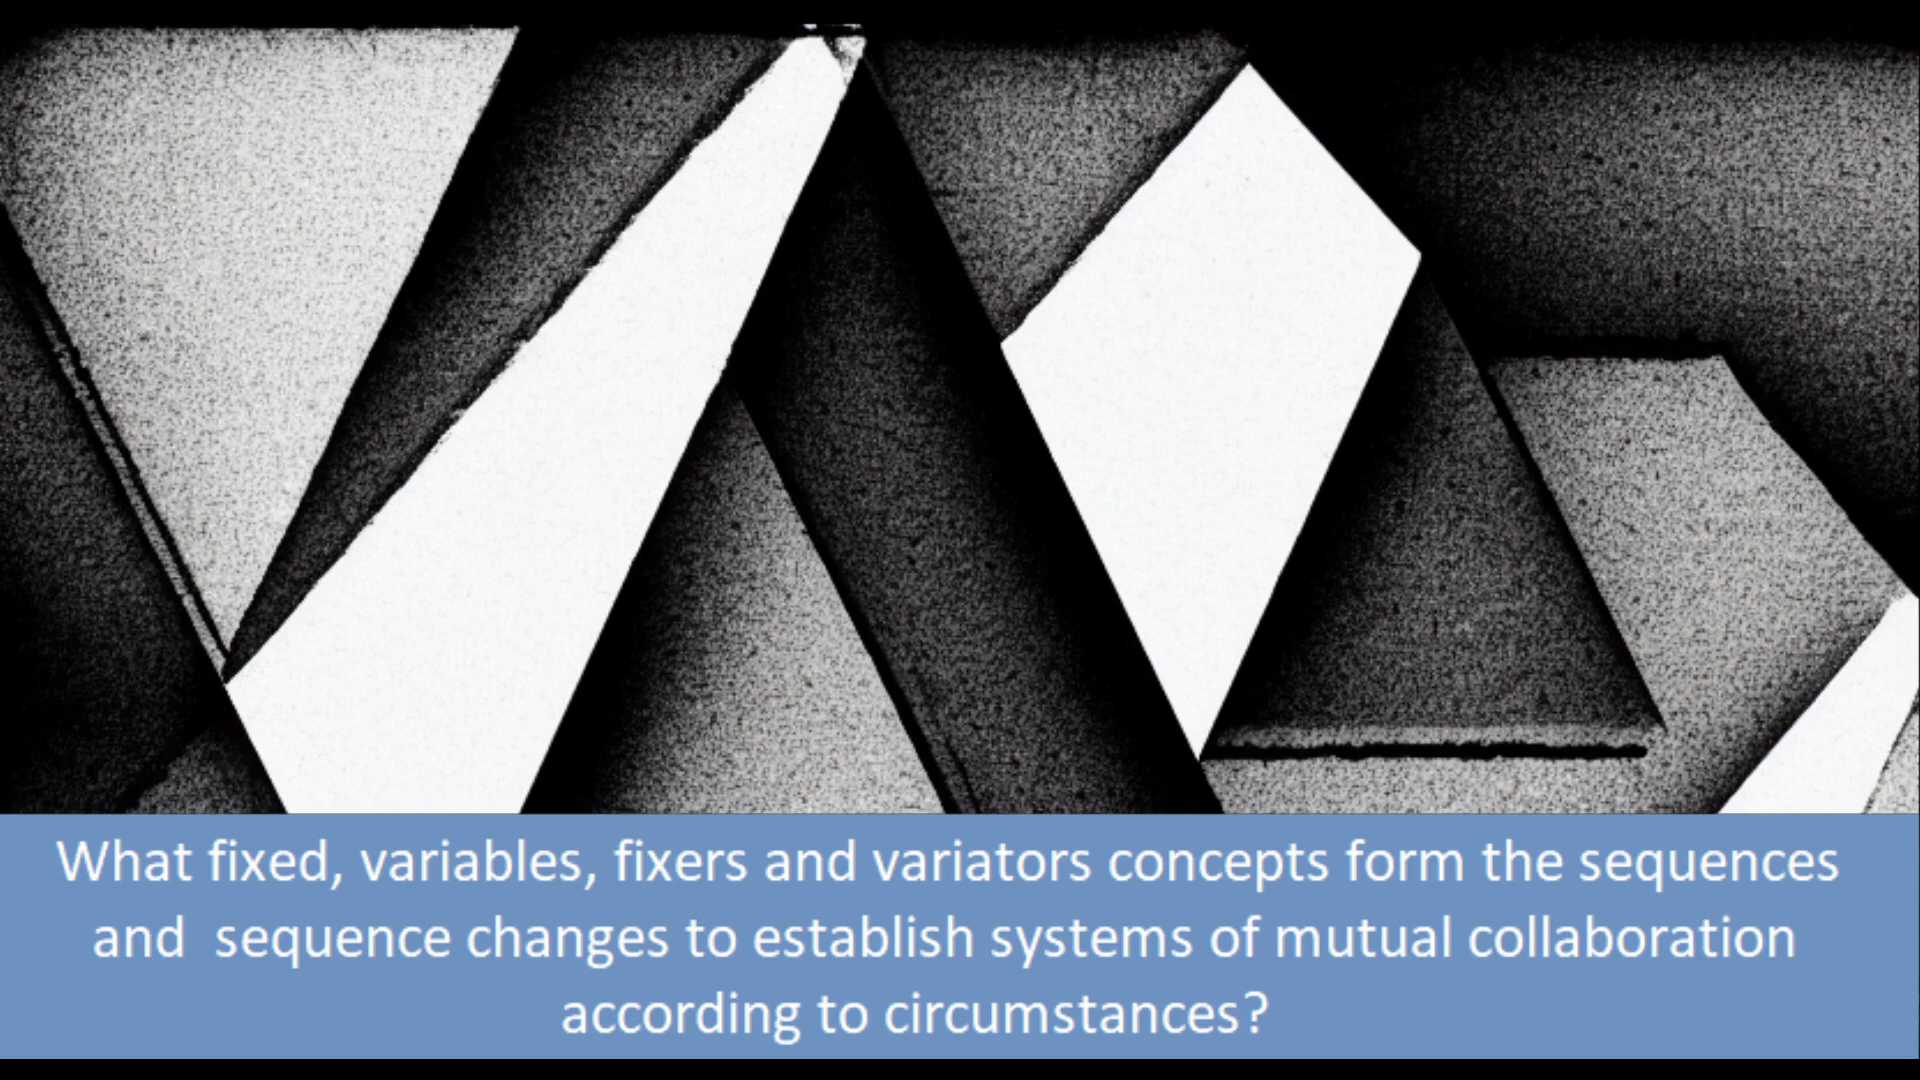 What fixed, variables, fixers and variators concepts form the sequences
and  sequence changes to establish systems of mutual collaboration
according to circumstances?